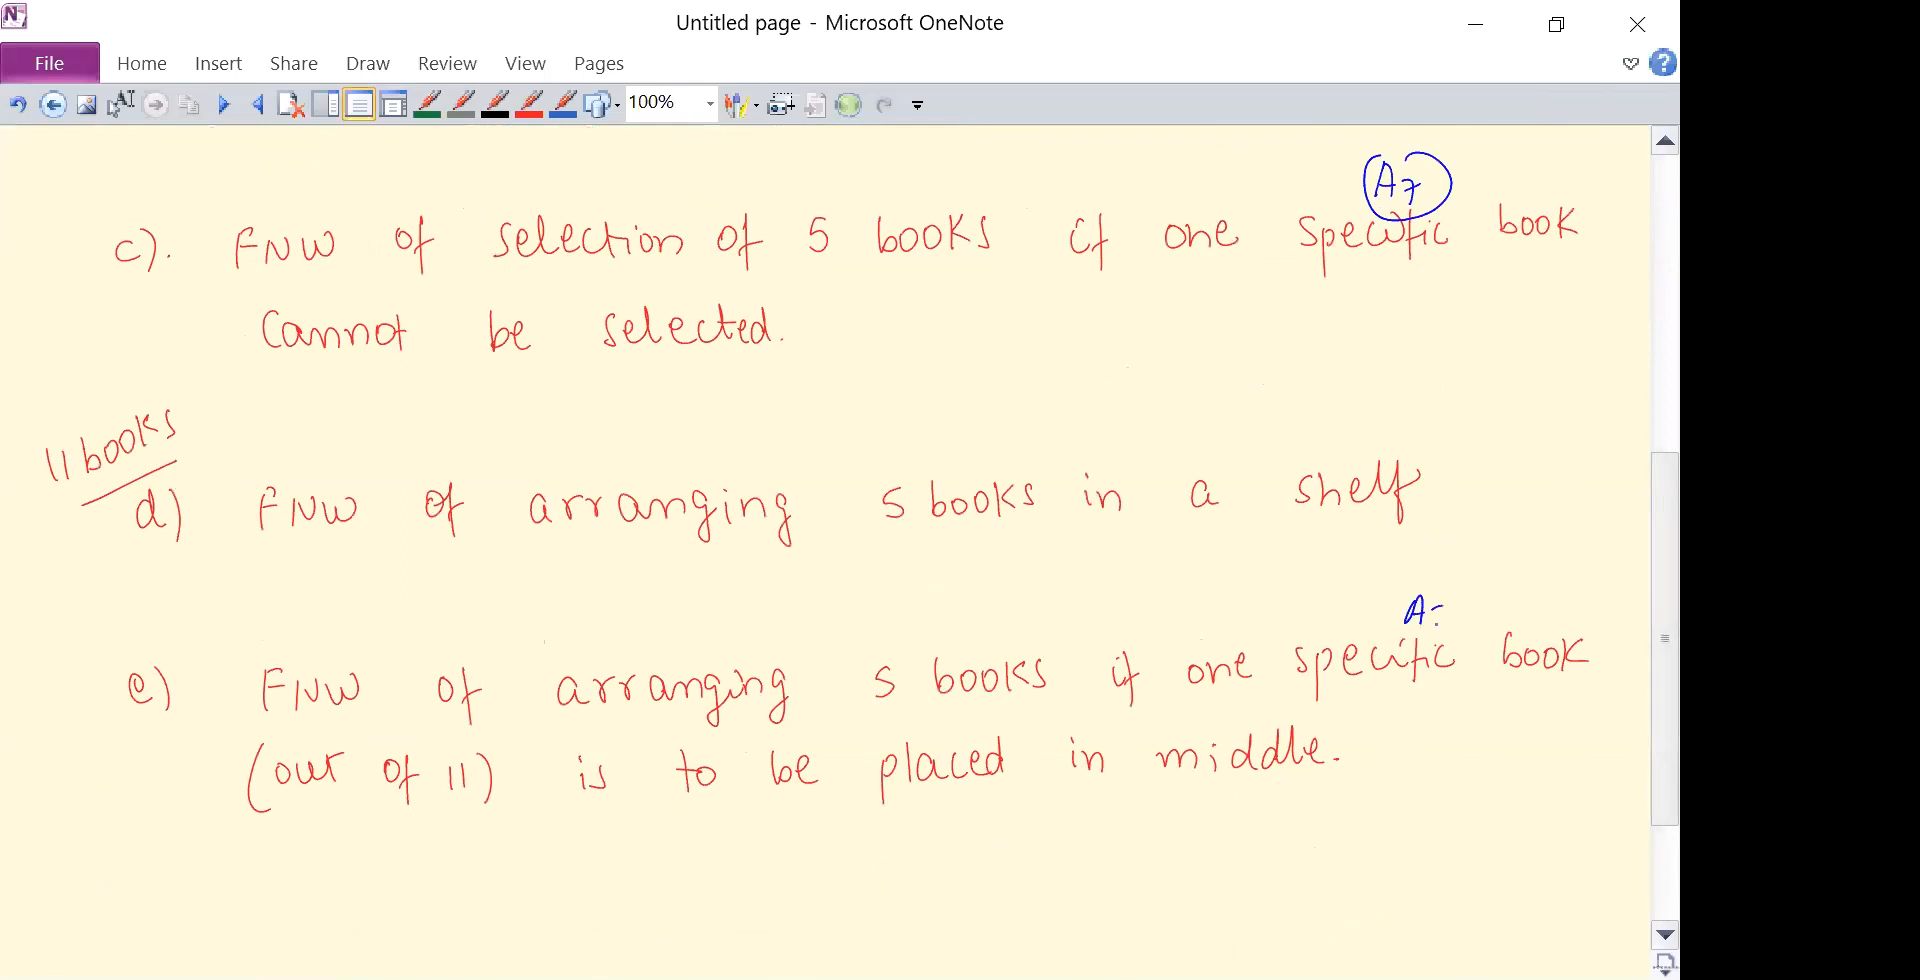 Untitled page - Microsoft OneNote
File Home Insert Share Draw Review View Pages
100%
A7
c). FNW of selection of 5 books if one specific book
cannot be selected.
11 books
d) FNW of arranging 5 books in a shelf
A
e) FNW of arranging 5 books if one specific book
(out of 11) is to be placed in middle.